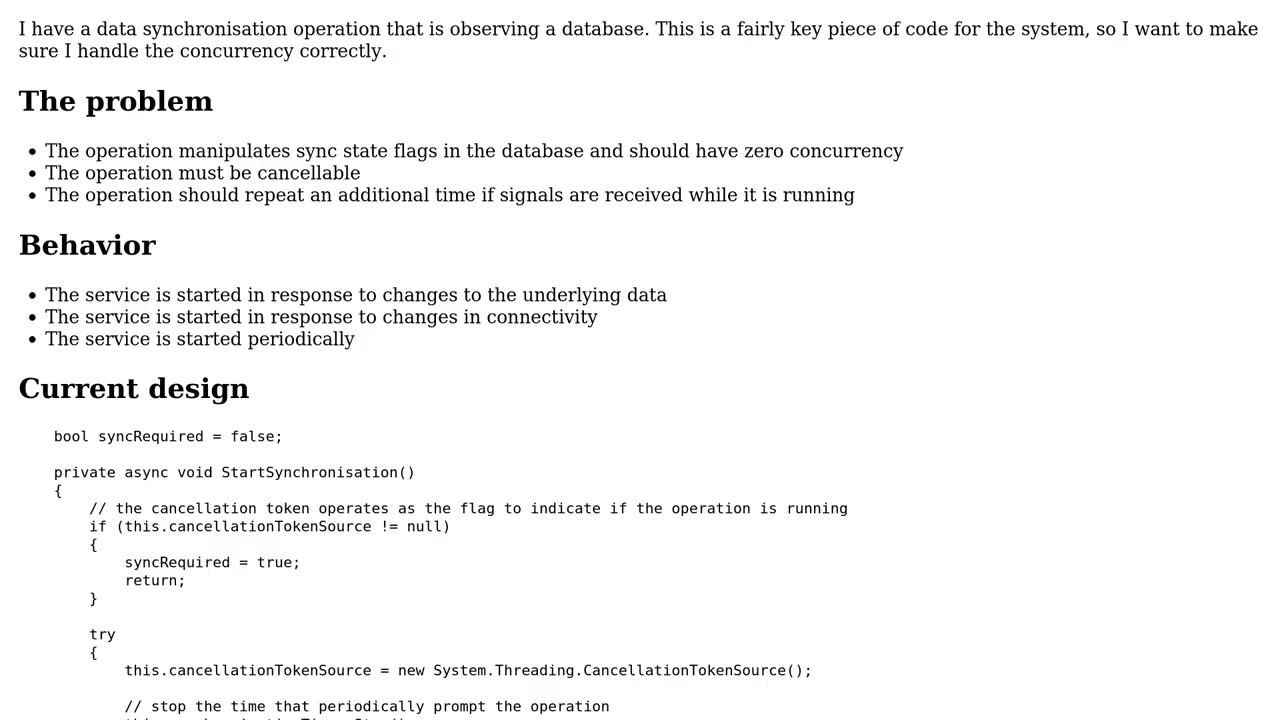 I have a data synchronisation operation that is observing a database. This is a fairly key piece of code for the system, so I want to make
sure I handle the concurrency correctly.
The problem
• The operation manipulates sync state flags in the database and should have zero concurrency
• The operation must be cancellable
• The operation should repeat an additional time if signals are received while it is running
Behavior
• The service is started in response to changes to the underlying data
• The service is started in response to changes in connectivity
• The service is started periodically
Current design
bool syncRequired = false;
private async void StartSynchronisation()
{
// the cancellation token operates as the flag to indicate if the operation is running
if (this.cancellationTokenSource != null)
{
syncRequired = true;
return;
}
try
{
this.cancellationTokenSource = new System.Threading.CancellationTokenSource();
// stop the time that periodically prompt the operation